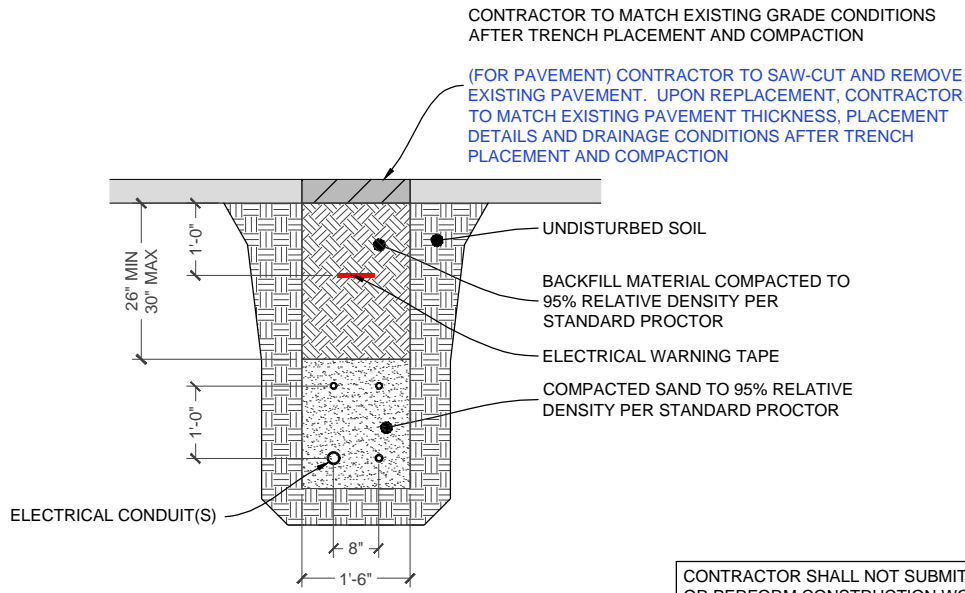 CONTRACTOR TO MATCH EXISTING GRADE CONDITIONS
AFTER TRENCH PLACEMENT AND COMPACTION
(FOR PAVEMENT) CONTRACTOR TO SAW-CUT AND REMOVE
EXISTING PAVEMENT. UPON REPLACEMENT, CONTRACTOR
TO MATCH EXISTING PAVEMENT THICKNESS, PLACEMENT
DETAILS AND DRAINAGE CONDITIONS AFTER TRENCH
PLACEMENT AND COMPACTION
UNDISTURBED SOIL
1'-0"
26" MIN
30" MAX
BACKFILL MATERIAL COMPACTED TO
95% RELATIVE DENSITY PER
STANDARD PROCTOR
ELECTRICAL WARNING TAPE
COMPACTED SAND TO 95% RELATIVE
DENSITY PER STANDARD PROCTOR
1'-0"
ELECTRICAL CONDUIT(S)
8"
1'-6"
CONTRACTOR SHALL NOT SUBMIT
OR PERFORM CONSTRUCTION WO